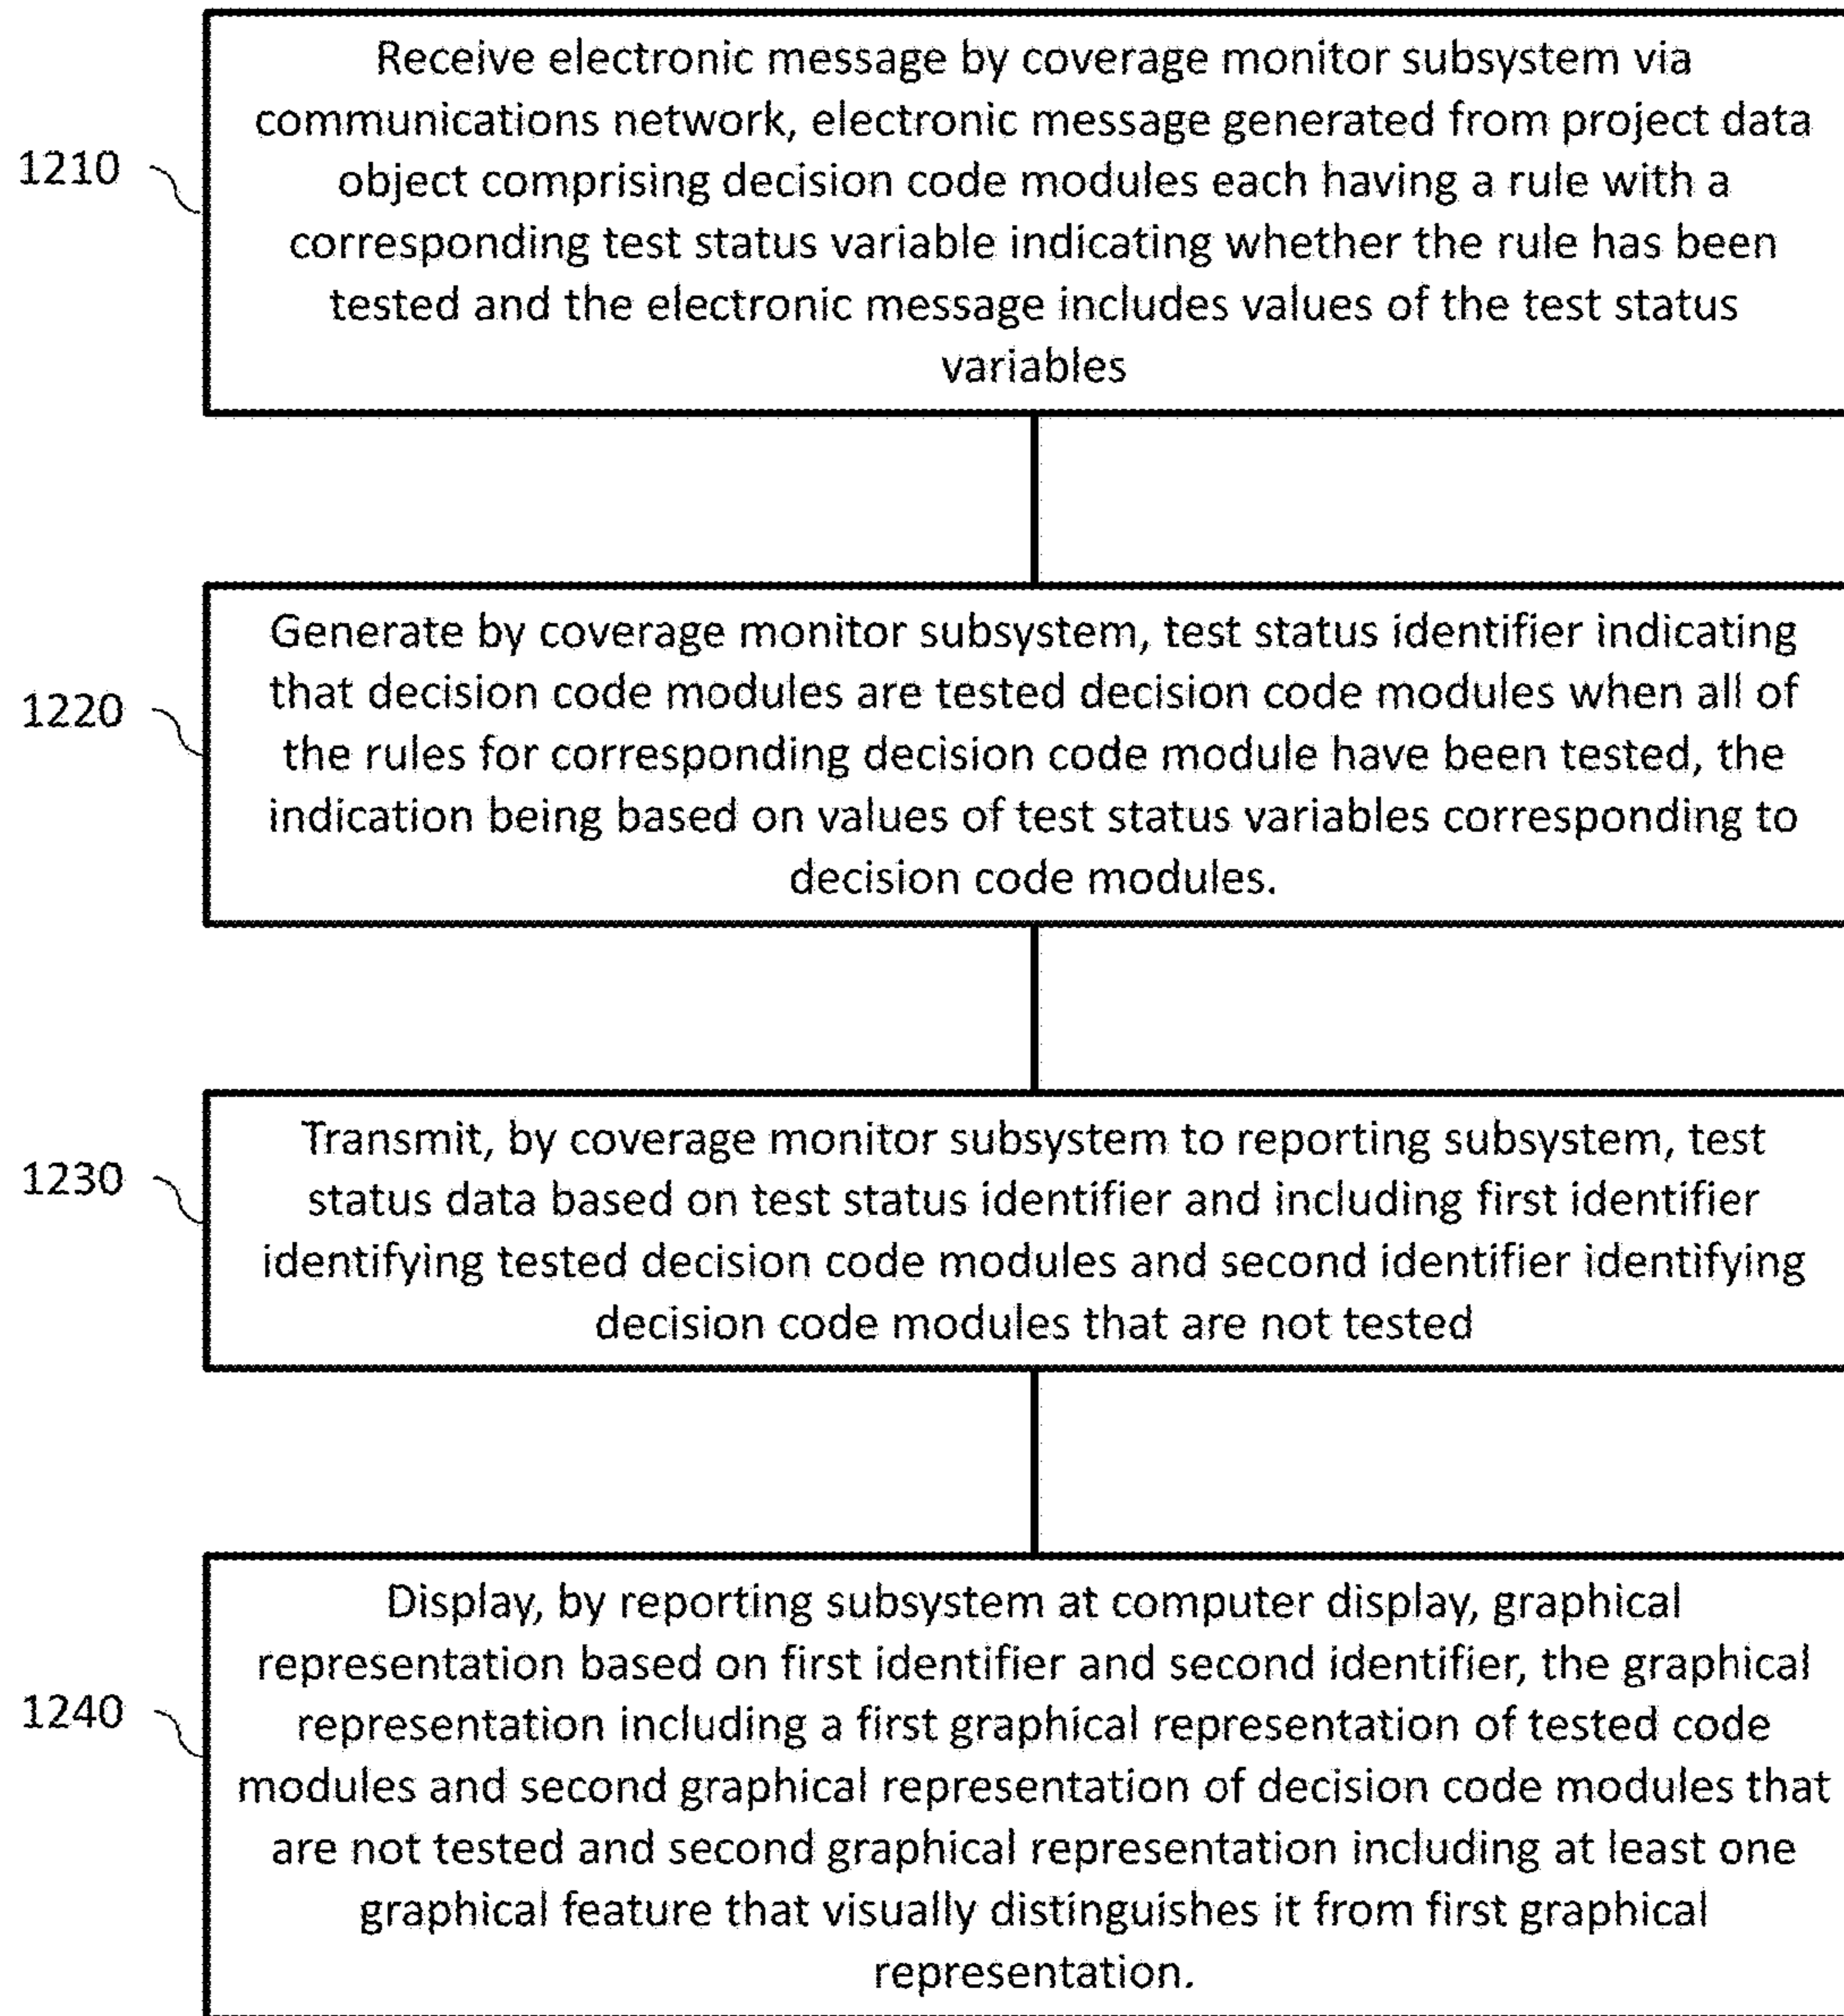 Receive electronic message by coverage monitor subsystem via
communications network, electronic message generated from project data
1210
object comprising decision code modules each having a rule with a
corresponding test status variable indicating whether the rule has been
tested and the electronic message includes values of the test status
variables
Generate by coverage monitor subsystem, test status identifier indicating
that decision code modules are tested decision code modules when all of
1220
the rules for corresponding decision code module have been tested, the
indication being based on values of test status variables corresponding to
decision code modules.
Transmit, by coverage monitor subsystem to reporting subsystem, test
1230
status data based on test status identifier and including first identifier
identifying tested decision code modules and second identifier identifying
decision code modules that are not tested
Display, by reporting subsystem at computer display, graphical
representation based on first identifier and second identifier, the graphical
1240
representation including a first graphical representation of tested code
modules and second graphical representation of decision code modules that
are not tested and second graphical representation including at least one
graphical feature that visually distinguishes it from first graphical
representation.